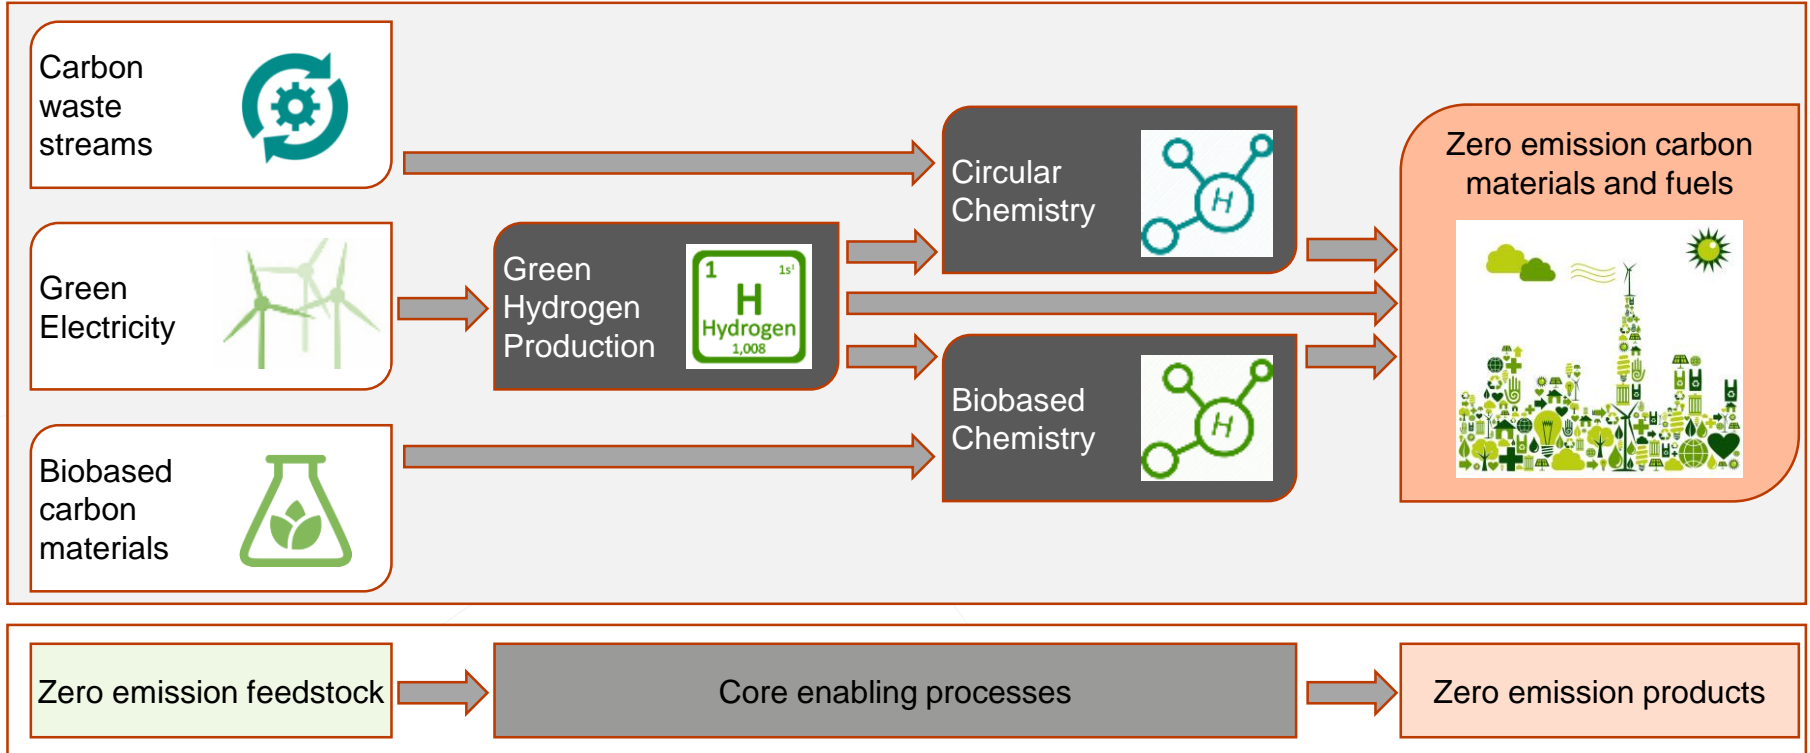 Carbon
waste
streams
Green
Electricity
Biobased
carbon
materials
Green
Hydrogen
Production
1
1s¹
H
Hydrogen
1,008
Circular
Chemistry
H
Biobased
Chemistry
H
Zero emission carbon
materials and fuels
Zero emission feedstock
Core enabling processes
Zero emission products